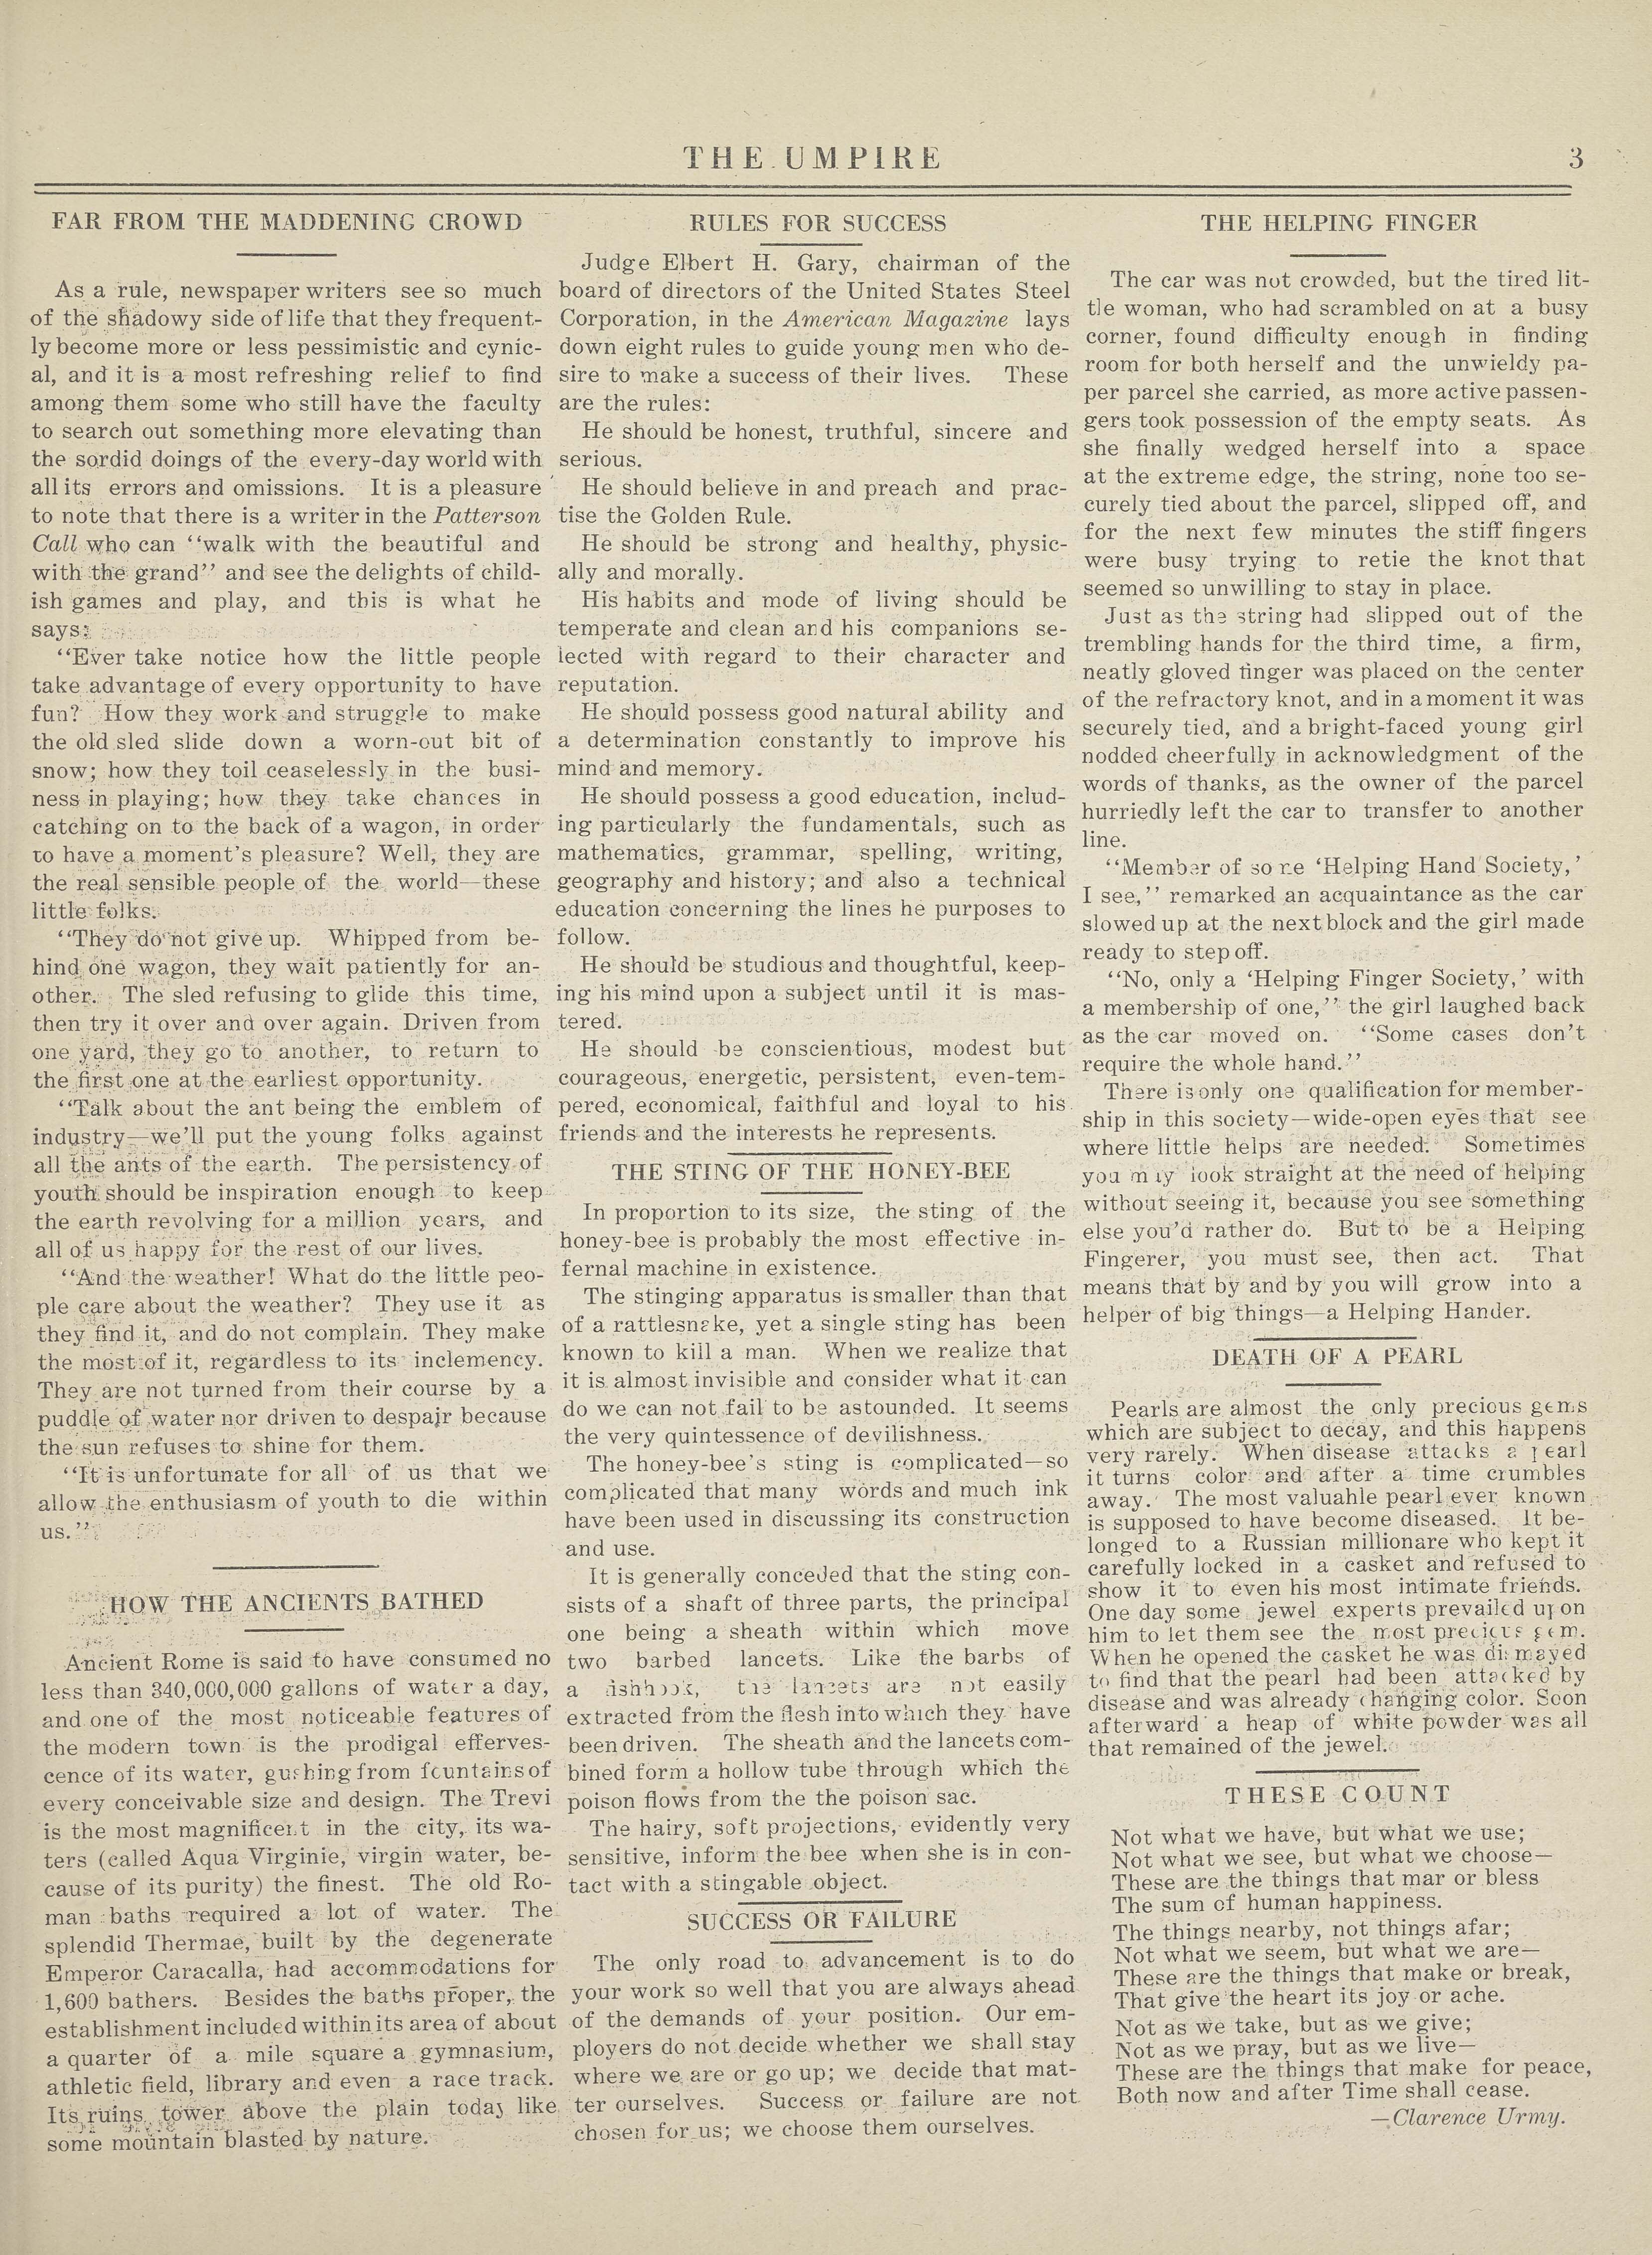 THE UMPIRE
3
FAR FROM THE MADDENING CROWD
As a rule, newspaper writers see so much
of the shadowy side of life that they frequent-
ly become more or less pessimistic and cynic-
al, and it is a most refreshing relief to find
among them some who still have the faculty
to search out something more elevating than
the sordid doings of the every-day world with
all its errors and omissions. It is a pleasure
to note that there is a writer in the Patterson
Call who can "walk with the beautiful and
with the grand" and see the delights of child-
ish games and play, and this is what he
says:
"Ever take notice how the little people
take advantage of every opportunity to have
fun? How they work and struggle to make
the old sled slide down a worn-out bit of
snow; how they toil ceaselessly in the busi-
ness in playing; how they take chances in
catching on to the back of a wagon, in order
to have a moment's pleasure? Well, they are
the real sensible people of the world—these
little folks.
"They do not give up. Whipped from be-
hind one wagon, they wait patiently for an-
other. The sled refusing to glide this time,
then try it over and over again. Driven from
one yard, they go to another, to return to
the first one at the earliest opportunity.
"Talk about the ant being the emblem of
industry—we'll put the young folks against
all the ants of the earth. The persistency of
youth should be inspiration enough to keep
the earth revolving for a million years, and
all of us happy for the rest of our lives.
"And the weather! What do the little peo-
ple care about the weather? They use it as
they find it, and do not complain. They make
the most of it, regardless to its inclemency.
They are not turned from their course by a
puddle of water nor driven to despair because
the sun refuses to shine for them.
"It is unfortunate for all of us that we
allow the enthusiasm of youth to die within
us."
HOW THE ANCIENTS BATHED
Ancient Rome is said to have consumed no
less than 340,000,000 gallons of water a day,
and one of the most noticeable features of
the modern town is the prodigal efferves-
cence of its water, gushing from fountains of
every conceivable size and design. The Trevi
is the most magnificent in the city, its wa-
ters (called Aqua Virginie, virgin water, be-
cause of its purity) the finest. The old Ro-
man baths required a lot of water. The
splendid Thermae, built by the degenerate
Emperor Caracalla, had accommodations for
1,600 bathers. Besides the baths proper, the
establishment included within its area of about
a quarter of a mile square a gymnasium,
athletic field, library and even a race track.
Its ruins tower above the plain today like
some mountain blasted by nature.
RULES FOR SUCCESS
Judge Elbert H. Gary, chairman of the
board of directors of the United States Steel
Corporation, in the American Magazine lays
down eight rules to guide young men who de-
sire to make a success of their lives. These
are the rules:
He should be honest, truthful, sincere and
serious.
He should believe in and preach and prac-
tise the Golden Rule.
He should be strong and healthy, physic-
ally and morally.
His habits and mode of living should be
temperate and clean and his companions se-
lected with regard to their character and
reputation.
He should possess good natural ability and
a determination constantly to improve his
mind and memory.
He should possess a good education, includ-
ing particularly the fundamentals, such as
mathematics, grammar, spelling, writing,
geography and history; and also a technical
education concerning the lines he purposes to
follow.
He should be studious and thoughtful, keep-
ing his mind upon a subject until it is mas-
tered.
He should be conscientious, modest but
courageous, energetic, persistent, even-tem-
pered, economical, faithful and loyal to his
friends and the interests he represents.
THE STING OF THE HONEY-BEE
In proportion to its size, the sting of the
honey-bee is probably the most effective in-
fernal machine in existence.
The stinging apparatus is smaller than that
of a rattlesnake, yet a single sting has been
known to kill a man. When we realize that
it is almost invisible and consider what it can
do we can not fail to be astounded. It seems
the very quintessence of devilishness.
The honey-bee's sting is complicated—so
complicated that many words and much ink
have been used in discussing its construction
and use.
It is generally conceded that the sting con-
sists of a shaft of three parts, the principal
one being a sheath within which move
two barbed lancets. Like the barbs of
a fishhook, the lancets are not easily
extracted from the flesh into which they have
been driven. The sheath and the lancets com-
bined form a hollow tube through which the
poison flows from the the poison sac.
The hairy, soft projections, evidently very
sensitive, inform the bee when she is in con-
tact with a stingable object.
SUCCESS OR FAILURE
The only road to advancement is to do
your work so well that you are always ahead
of the demands of your position. Our em-
ployers do not decide whether we shall stay
where we are or go up; we decide that mat-
ter ourselves. Success or failure are not
chosen for us; we choose them ourselves.
THE HELPING FINGER
The car was not crowded, but the tired lit-
tle woman, who had scrambled on at a busy
corner, found difficulty enough in finding
room for both herself and the unwieldy pa-
per parcel she carried, as more active passen-
gers took possession of the empty seats. As
she finally wedged herself into a space
at the extreme edge, the string, none too se-
curely tied about the parcel, slipped off, and
for the next few minutes the stiff fingers
were busy trying to retie the knot that
seemed so unwilling to stay in place.
Just as the string had slipped out of the
trembling hands for the third time, a firm,
neatly gloved finger was placed on the center
of the refractory knot, and in a moment it was
securely tied, and a bright-faced young girl
nodded cheerfully in acknowledgment of the
words of thanks, as the owner of the parcel
hurriedly left the car to transfer to another
line.
"Member of some 'Helping Hand Society,'
I see," remarked an acquaintance as the car
slowed up at the next block and the girl made
ready to step off.
"No, only a 'Helping Finger Society,' with
a membership of one," the girl laughed back
as the car moved on. "Some cases don't
require the whole hand."
There is only one qualification for member-
ship in this society—wide-open eyes that see
where little helps are needed. Sometimes
you may look straight at the need of helping
without seeing it, because you see something
else you'd rather do. But to be a Helping
Fingerer, you must see, then act. That
means that by and by you will grow into a
helper of big things—a Helping Hander.
DEATH OF A PEARL
Pearls are almost the only precious gems
which are subject to decay, and this happens
very rarely. When disease attacks a pearl
it turns color and after a time crumbles
away. The most valuable pearl ever known
is supposed to have become diseased. It be-
longed to a Russian millionare who kept it
carefully locked in a casket and refused to
show it to even his most intimate friends.
One day some jewel experts prevailed upon
him to let them see the most precious gem.
When he opened the casket he was dismayed
to find that the pearl had been attacked by
disease and was already changing color. Soon
afterward a heap of white powder was all
that remained of the jewel.
THESE COUNT
Not what we have, but what we use;
Not what we see, but what we choose—
These are the things that mar or bless
The sum of human happiness.
The things nearby, not things afar;
Not what we seem, but what we are—
These are the things that make or break,
That give the heart its joy or ache.
Not as we take, but as we give;
Not as we pray, but as we live—
These are the things that make for peace,
Both now and after Time shall cease.
—Clarence Urmy.